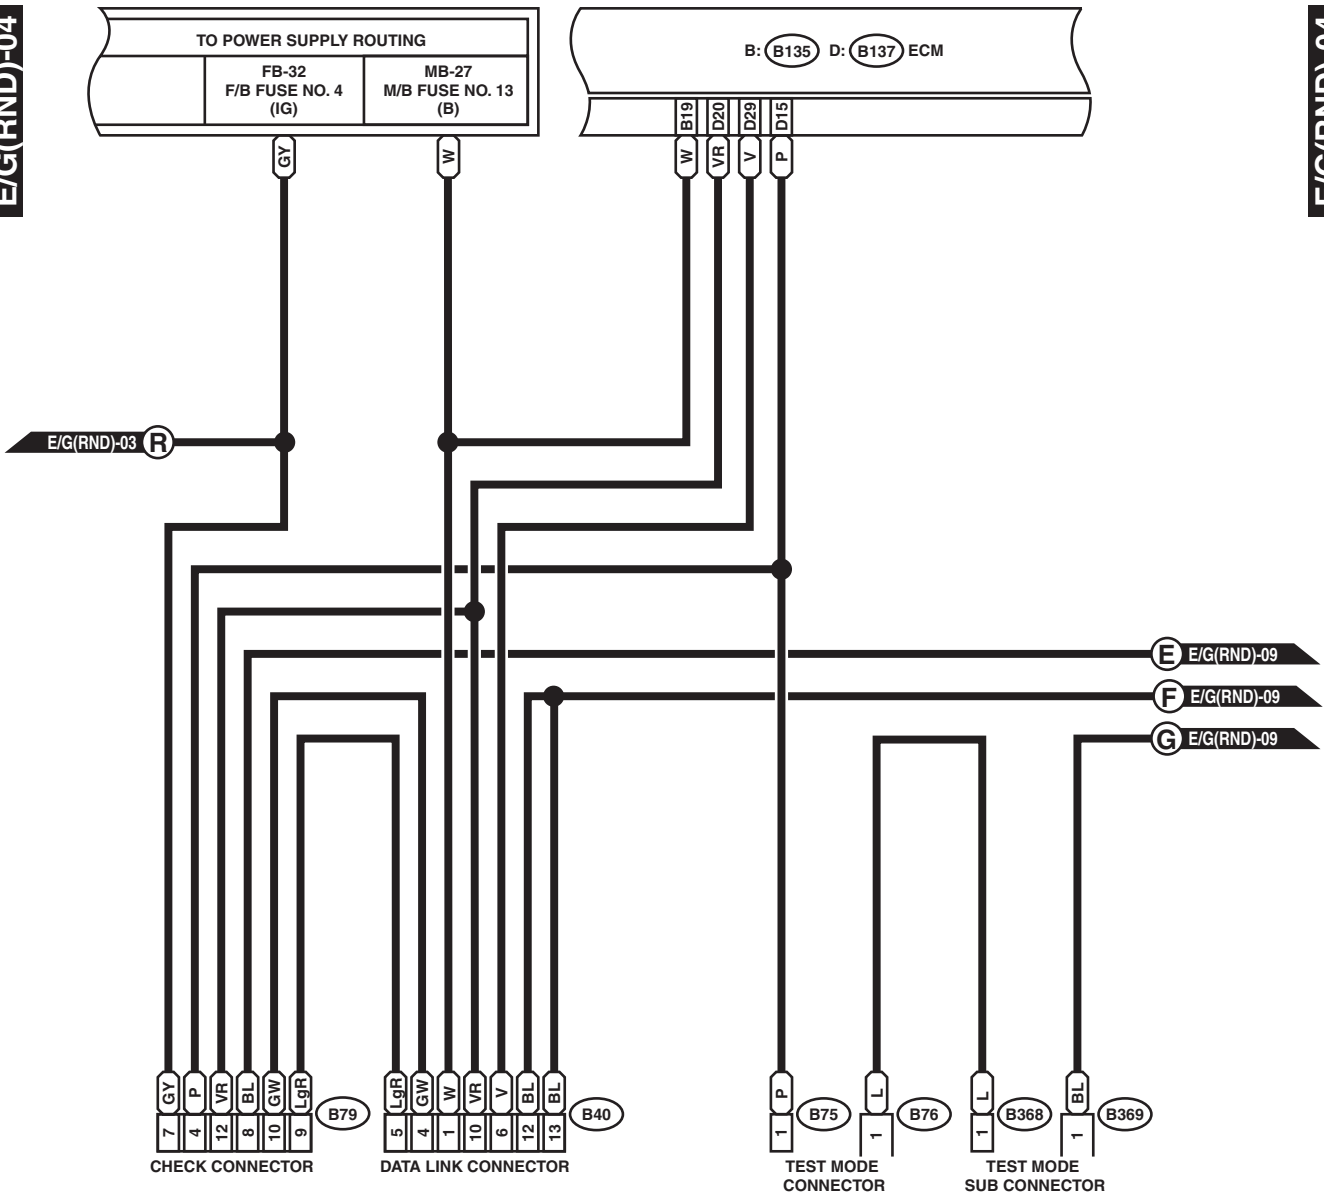 E/G(RND)-04
E/G(RND)-04
TO POWER SUPPLY ROUTING
FB-32
F/B FUSE NO. 4
(IG)
MB-27
M/B FUSE NO. 13
(B)
B: B135 D: B137 ECM
B19 D20 D29 D15
GY W W VR V P
E/G(RND)-03 R
E E/G(RND)-09
F E/G(RND)-09
G E/G(RND)-09
GY P VR BL GW LgR
7 4 12 8 10 9
B79
CHECK CONNECTOR
LgR GW W VR V BL BL
5 4 1 10 6 12 13
B40
DATA LINK CONNECTOR
P L
1 B75 1 B76
TEST MODE
CONNECTOR
L BL
1 B368 1 B369
TEST MODE
SUB CONNECTOR